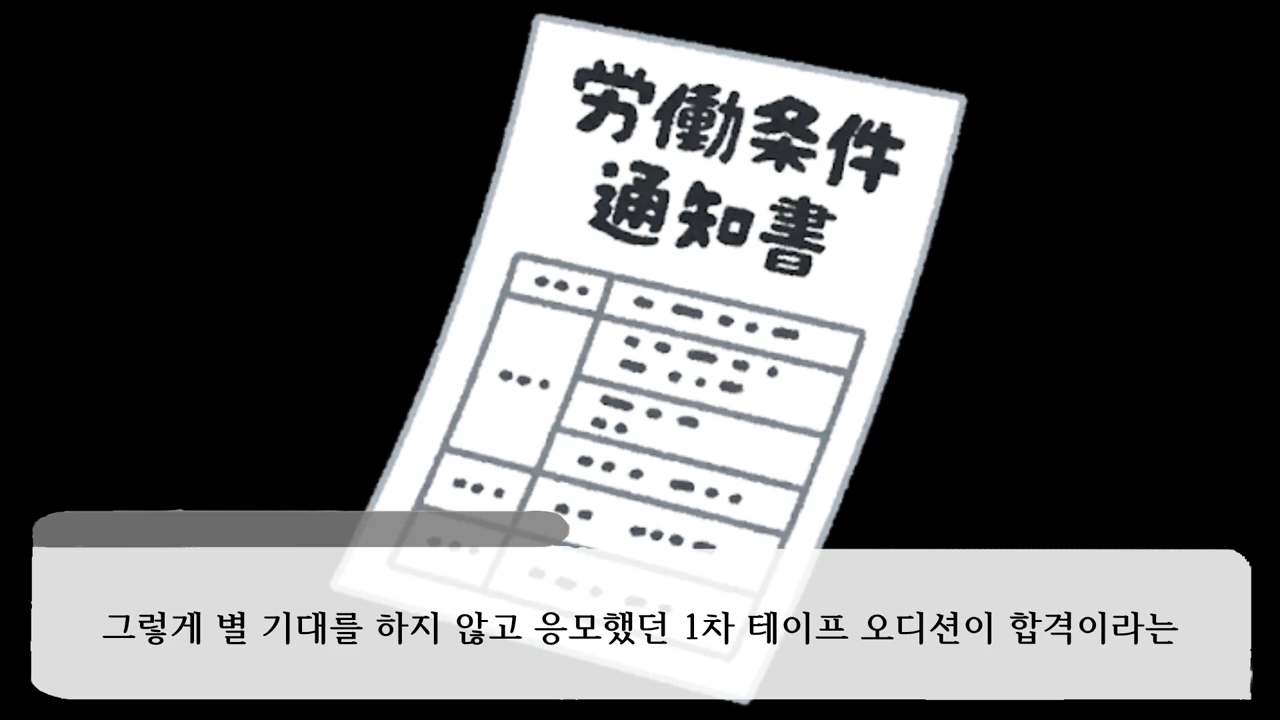 労働条件
通知書
그렇게 별 기대를 하지 않고 응모했던 1차 테이프 오디션이 합격이라는